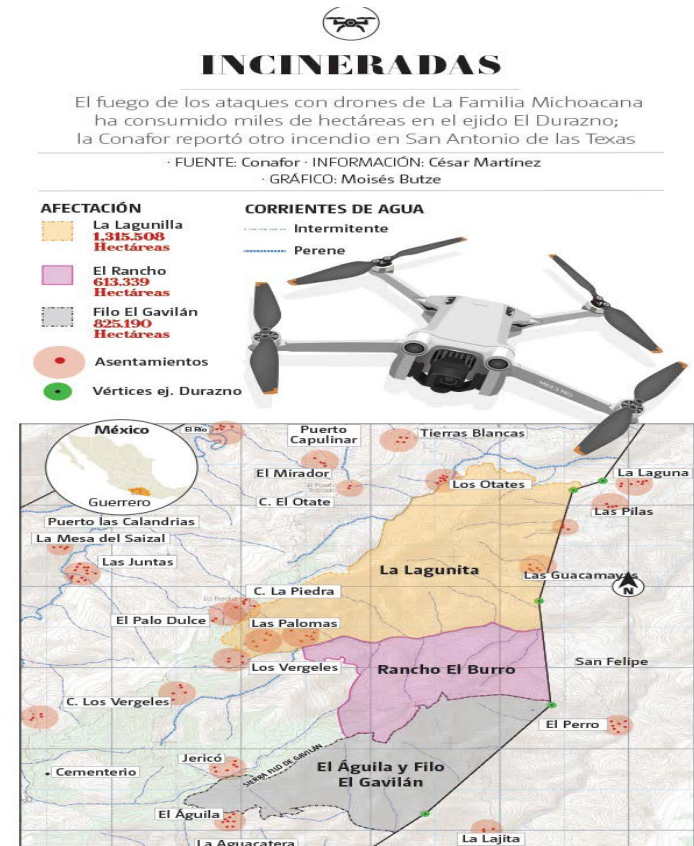 INCINERADAS
El fuego de los ataques con drones de La Familia Michoacana
ha consumido miles de hectáreas en el ejido El Durazno;
la Conafor reportó otro incendio en San Antonio de las Texas
· FUENTE: Conafor · INFORMACIÓN: César Martínez
· GRÁFICO: Moisés Butze
AFECTACIÓN
La Lagunilla
1,315.508
Hectáreas
El Rancho
613.339
Hectáreas
Filo El Gavilán
825.190
Hectáreas
Asentamientos
Vértices ej. Durazno
CORRIENTES DE AGUA
Intermitente
Perene
MINI 3 PRO
México
Guerrero
El Río
Puerto
Capulinar
Tierras Blancas
El Mirador
Los Otates
La Laguna
C. El Otate
Las Pilas
Puerto las Calandrias
La Mesa del Saizal
Las Juntas
La Lagunita
Las Guacamayas
N
C. La Piedra
El Palo Dulce
Las Palomas
Los Vergeles
Rancho El Burro
San Felipe
C. Los Vergeles
El Perro
Jericó
Cementerio
SIERRA FILO DE GAVILÁN
El Águila y Filo
El Gavilán
El Águila
La Aguacatera
La Lajita